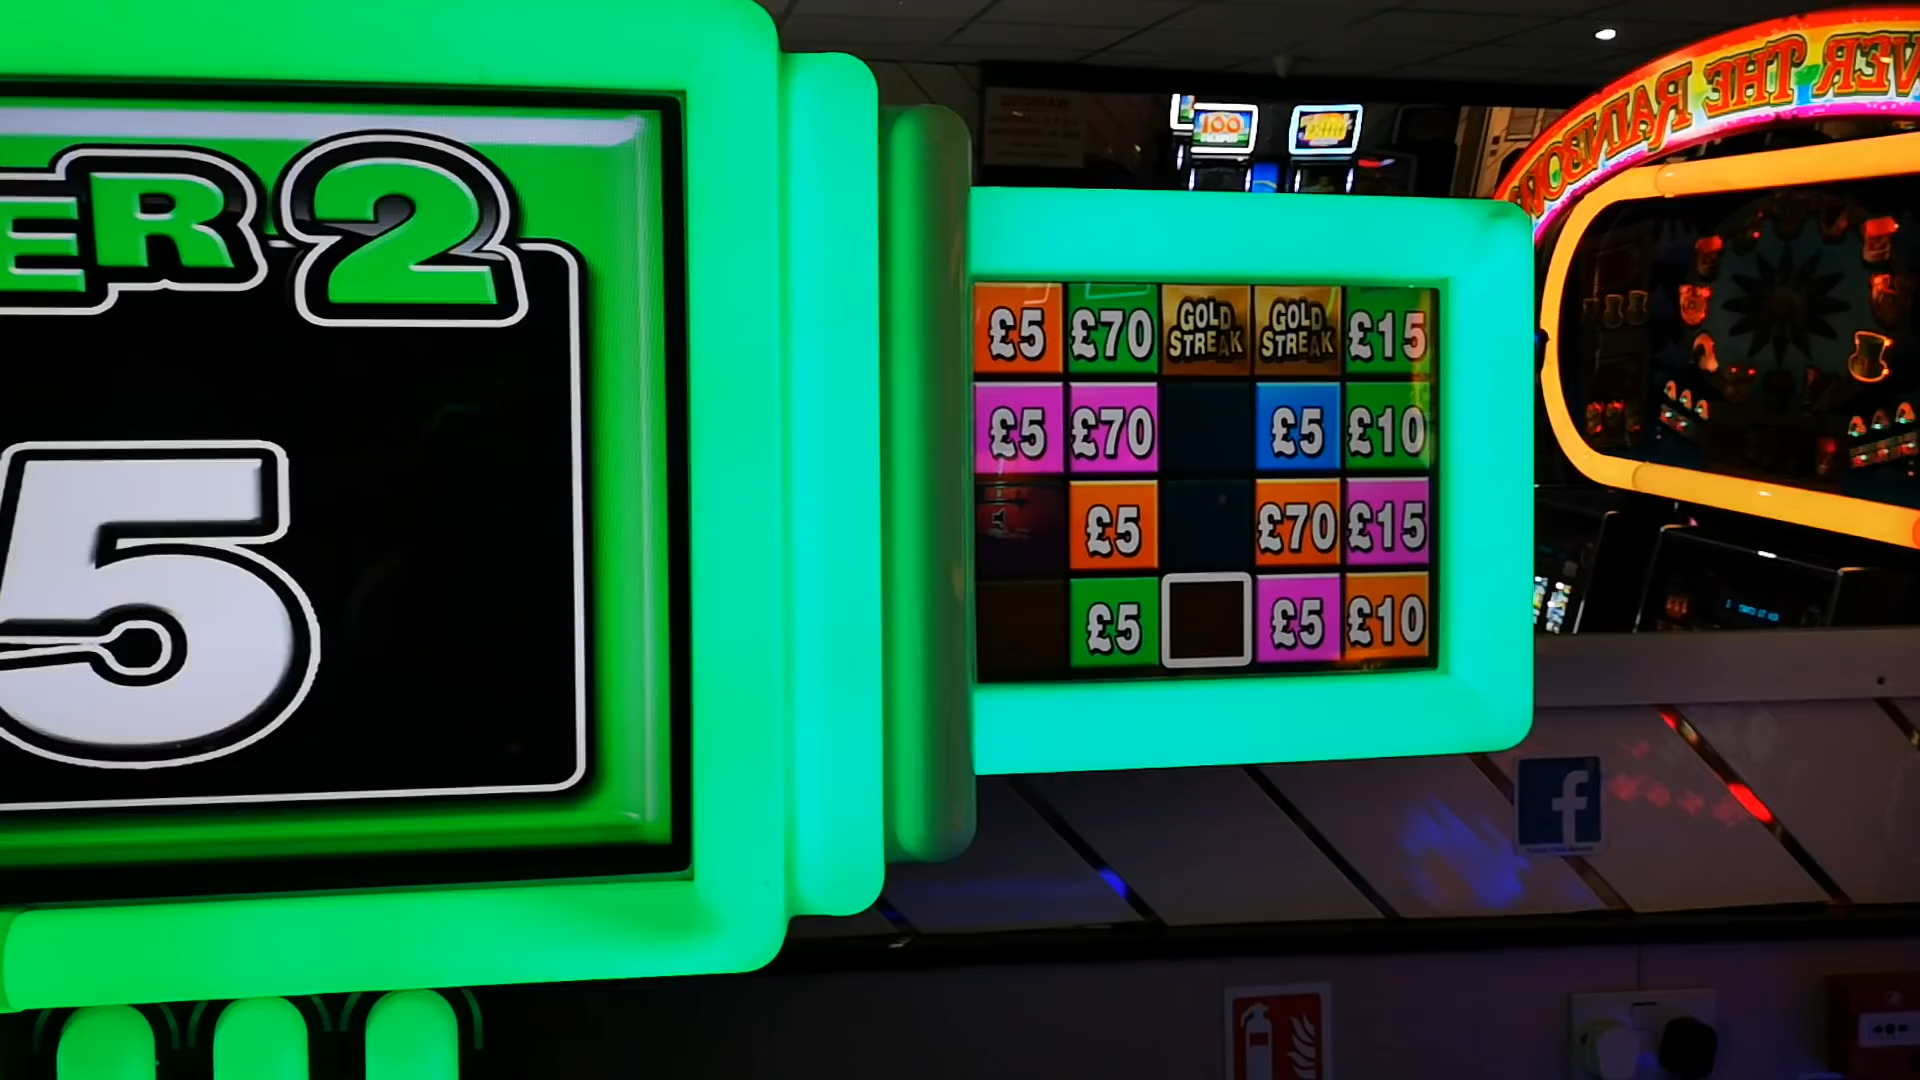 ER 2
5
£5 £70 GOLD STREAK GOLD STREAK £15
£5 £70 £5 £10
£5 £70 £15
£5 £5 £10
100
VER THE RAINBOW
f